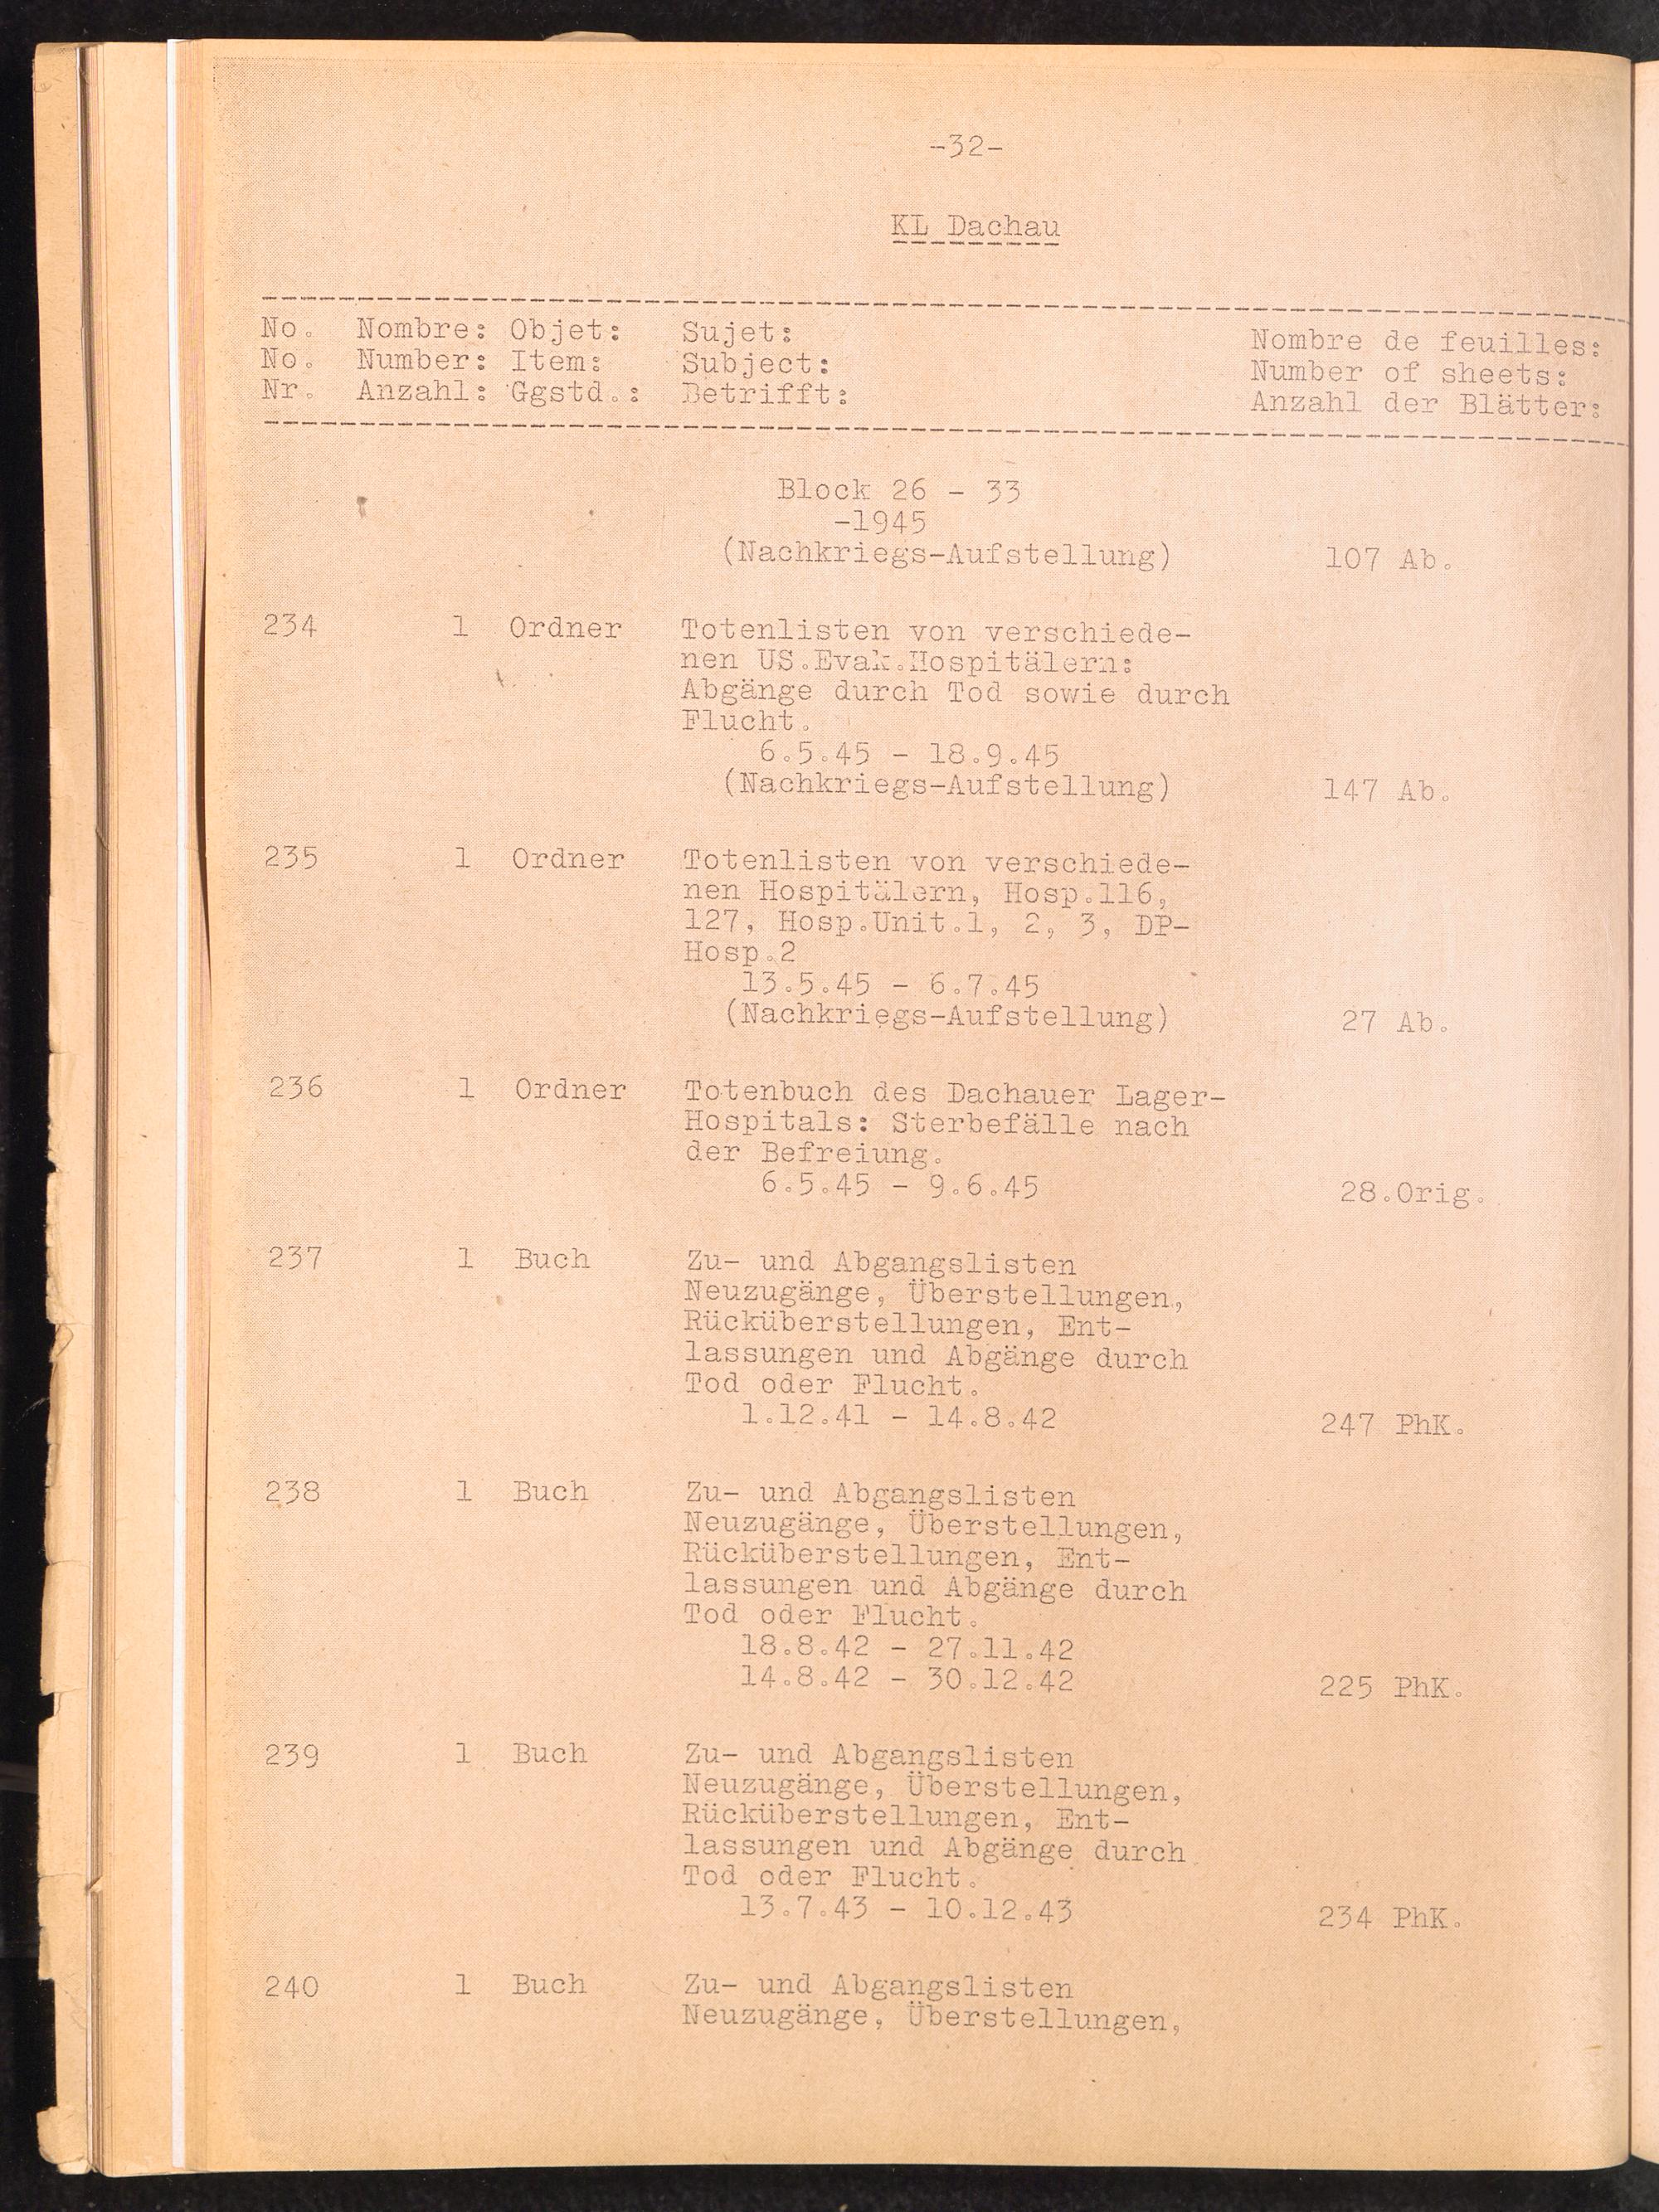 -32-
KL Dachau
No. Nombre: Objet: Sujet: Nombre de feuilles:
No. Number: Item: Subject: Number of sheets:
Nr. Anzahl: Ggstd.: Betrifft: Anzahl der Blätter:
Block 26 - 33
-1945
(Nachkriegs-Aufstellung) 107 Ab.
234 1 Ordner Totenlisten von verschiede-
nen US.Evak.Hospitälern:
Abgänge durch Tod sowie durch
Flucht.
6.5.45 - 18.9.45
(Nachkriegs-Aufstellung) 147 Ab.
235 1 Ordner Totenlisten von verschiede-
nen Hospitälern, Hosp.116,
127, Hosp.Unit.1, 2, 3, DP-
Hosp.2
13.5.45 - 6.7.45
(Nachkriegs-Aufstellung) 27 Ab.
236 1 Ordner Totenbuch des Dachauer Lager-
Hospitals: Sterbefälle nach
der Befreiung.
6.5.45 - 9.6.45 28.Orig.
237 1 Buch Zu- und Abgangslisten
Neuzugänge, Überstellungen,
Rücküberstellungen, Ent-
lassungen und Abgänge durch
Tod oder Flucht.
1.12.41 - 14.8.42 247 PhK.
238 1 Buch Zu- und Abgangslisten
Neuzugänge, Überstellungen,
Rücküberstellungen, Ent-
lassungen und Abgänge durch
Tod oder Flucht.
18.8.42 - 27.11.42
14.8.42 - 30.12.42 225 PhK.
239 1 Buch Zu- und Abgangslisten
Neuzugänge, Überstellungen,
Rücküberstellungen, Ent-
lassungen und Abgänge durch
Tod oder Flucht.
13.7.43 - 10.12.43 234 PhK.
240 1 Buch Zu- und Abgangslisten
Neuzugänge, Überstellungen,